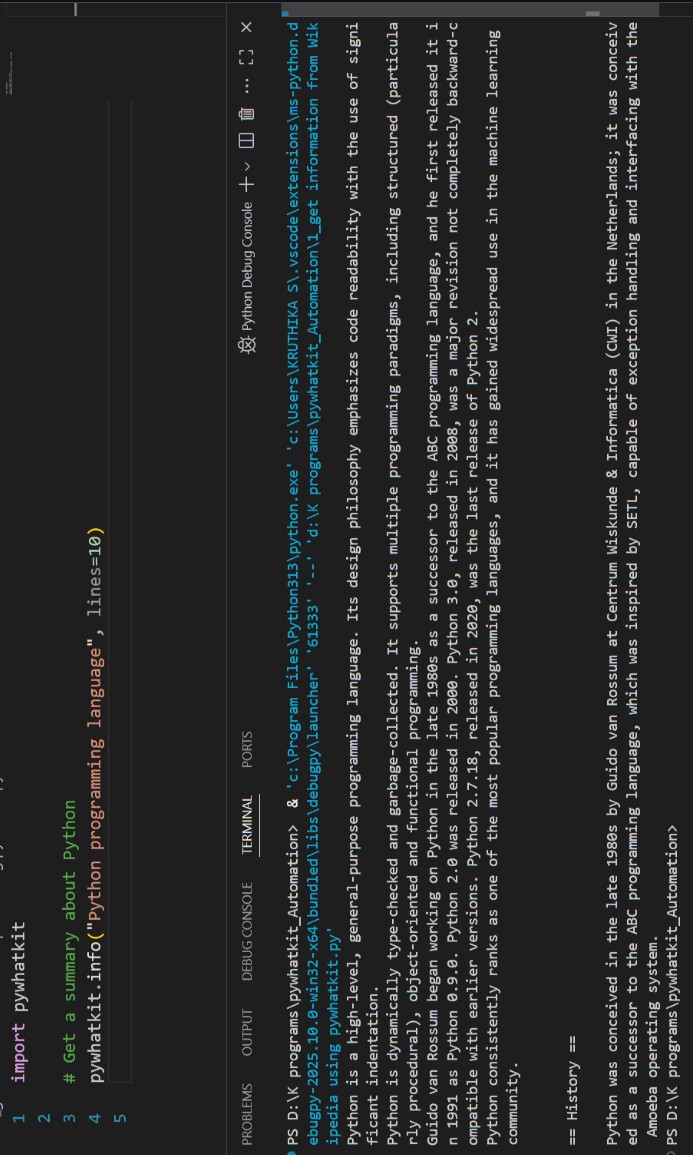 1 import pywhatkit
2
3 # Get a summary about Python
4 pywhatkit.info("Python programming language", lines=10)
5
PROBLEMS OUTPUT DEBUG CONSOLE TERMINAL PORTS Python Debug Console
PS D:\K programs\pywhatkit_Automation>  & 'c:\Program Files\Python313\python.exe' 'c:\Users\KRUTHIKA S\.vscode\extensions\ms-python.d
ebugpy-2025.10.0-win32-x64\bundled\libs\debugpy\launcher' '61333' '--' 'd:\K programs\pywhatkit_Automation\1_get information from Wik
ipedia using pywhatkit.py'
Python is a high-level, general-purpose programming language. Its design philosophy emphasizes code readability with the use of signi
ficant indentation.
Python is dynamically type-checked and garbage-collected. It supports multiple programming paradigms, including structured (particula
rly procedural), object-oriented and functional programming.
Guido van Rossum began working on Python in the late 1980s as a successor to the ABC programming language, and he first released it i
n 1991 as Python 0.9.0. Python 2.0 was released in 2000. Python 3.0, released in 2008, was a major revision not completely backward-c
ompatible with earlier versions. Python 2.7.18, released in 2020, was the last release of Python 2.
Python consistently ranks as one of the most popular programming languages, and it has gained widespread use in the machine learning
community.
== History ==
Python was conceived in the late 1980s by Guido van Rossum at Centrum Wiskunde & Informatica (CWI) in the Netherlands; it was conceiv
ed as a successor to the ABC programming language, which was inspired by SETL, capable of exception handling and interfacing with the
 Amoeba operating system.
PS D:\K programs\pywhatkit_Automation>